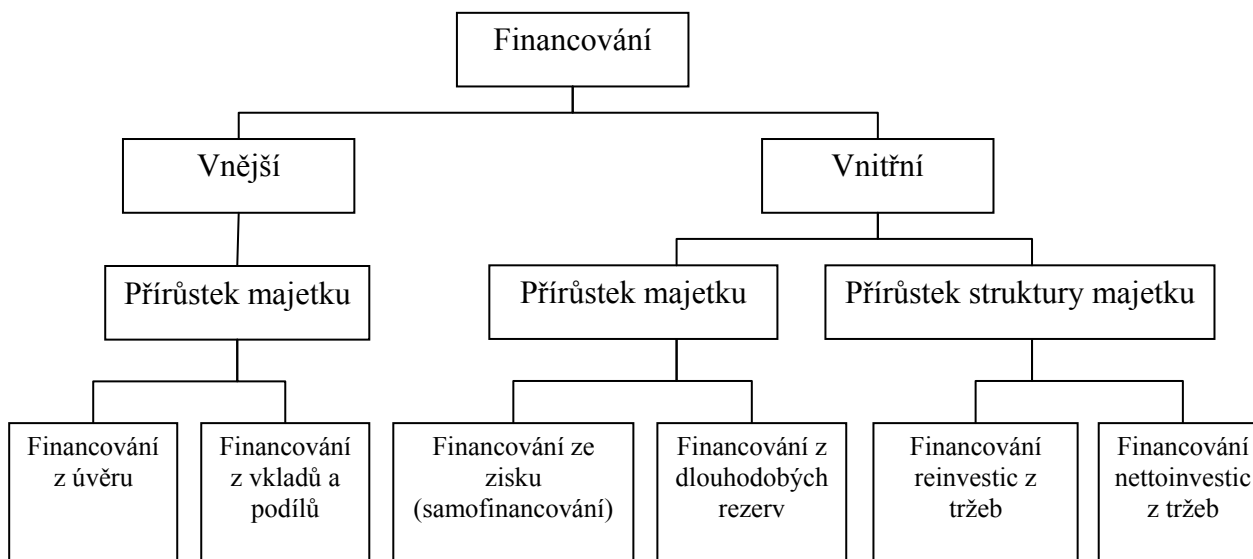 Financování
Vnější
Vnitřní
Přírůstek majetku
Přírůstek majetku
Přírůstek struktury majetku
Financování
z úvěru
Financování
z vkladů a
podílů
Financování ze
zisku
(samofinancování)
Financování z
dlouhodobých
rezerv
Financování
reinvestic z
tržeb
Financování
nettoinvestic
z tržeb